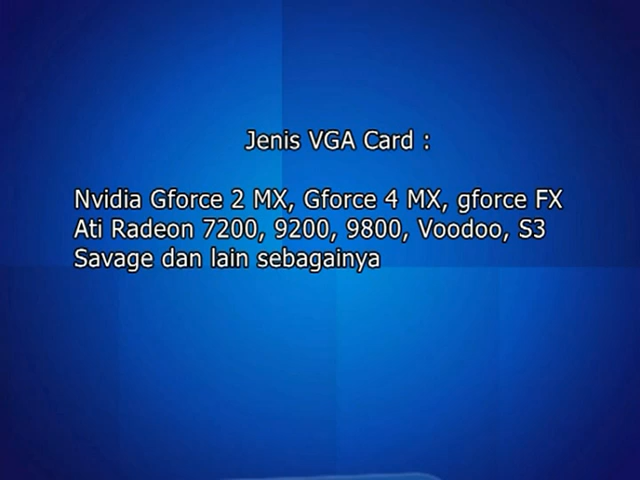 Jenis VGA Card :
Nvidia Gforce 2 MX, Gforce 4 MX, gforce FX
Ati Radeon 7200, 9200, 9800, Voodoo, S3
Savage dan lain sebagainya